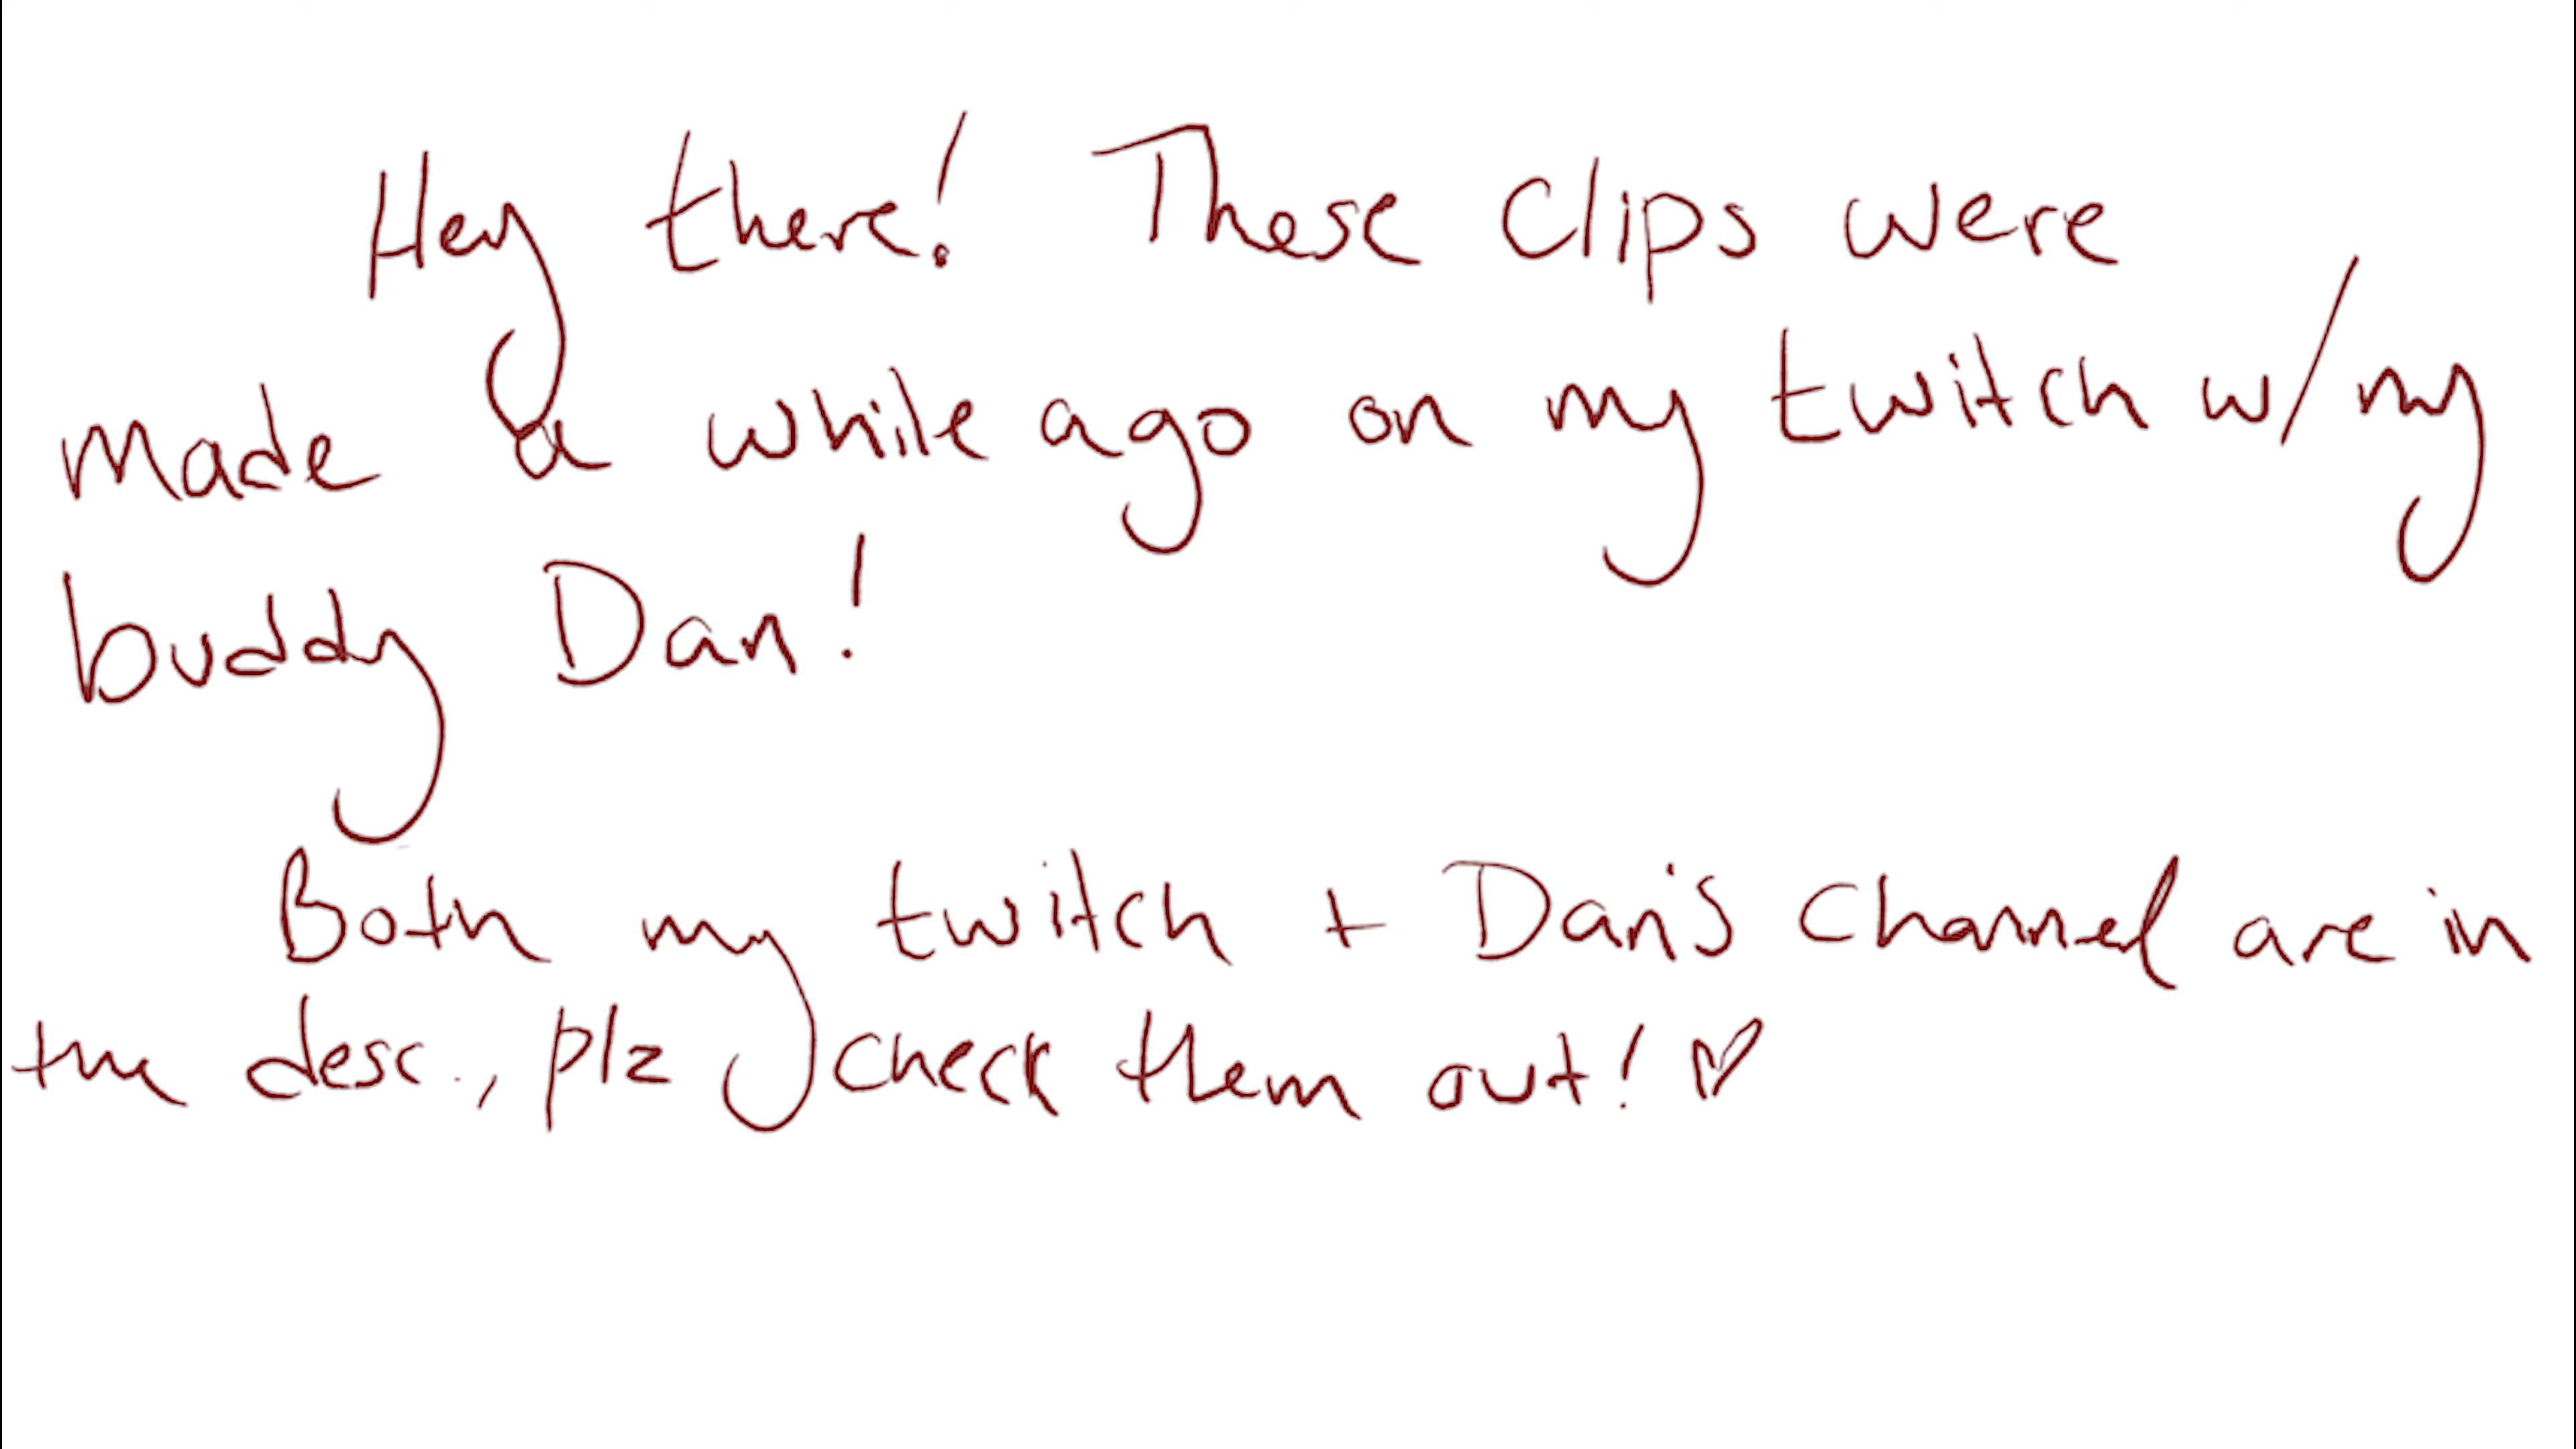 Hey there! These clips were
made a while ago on my twitch w/ my
buddy Dan!
Both my twitch + Dan's channel are in
the desc., plz check them out! ♡